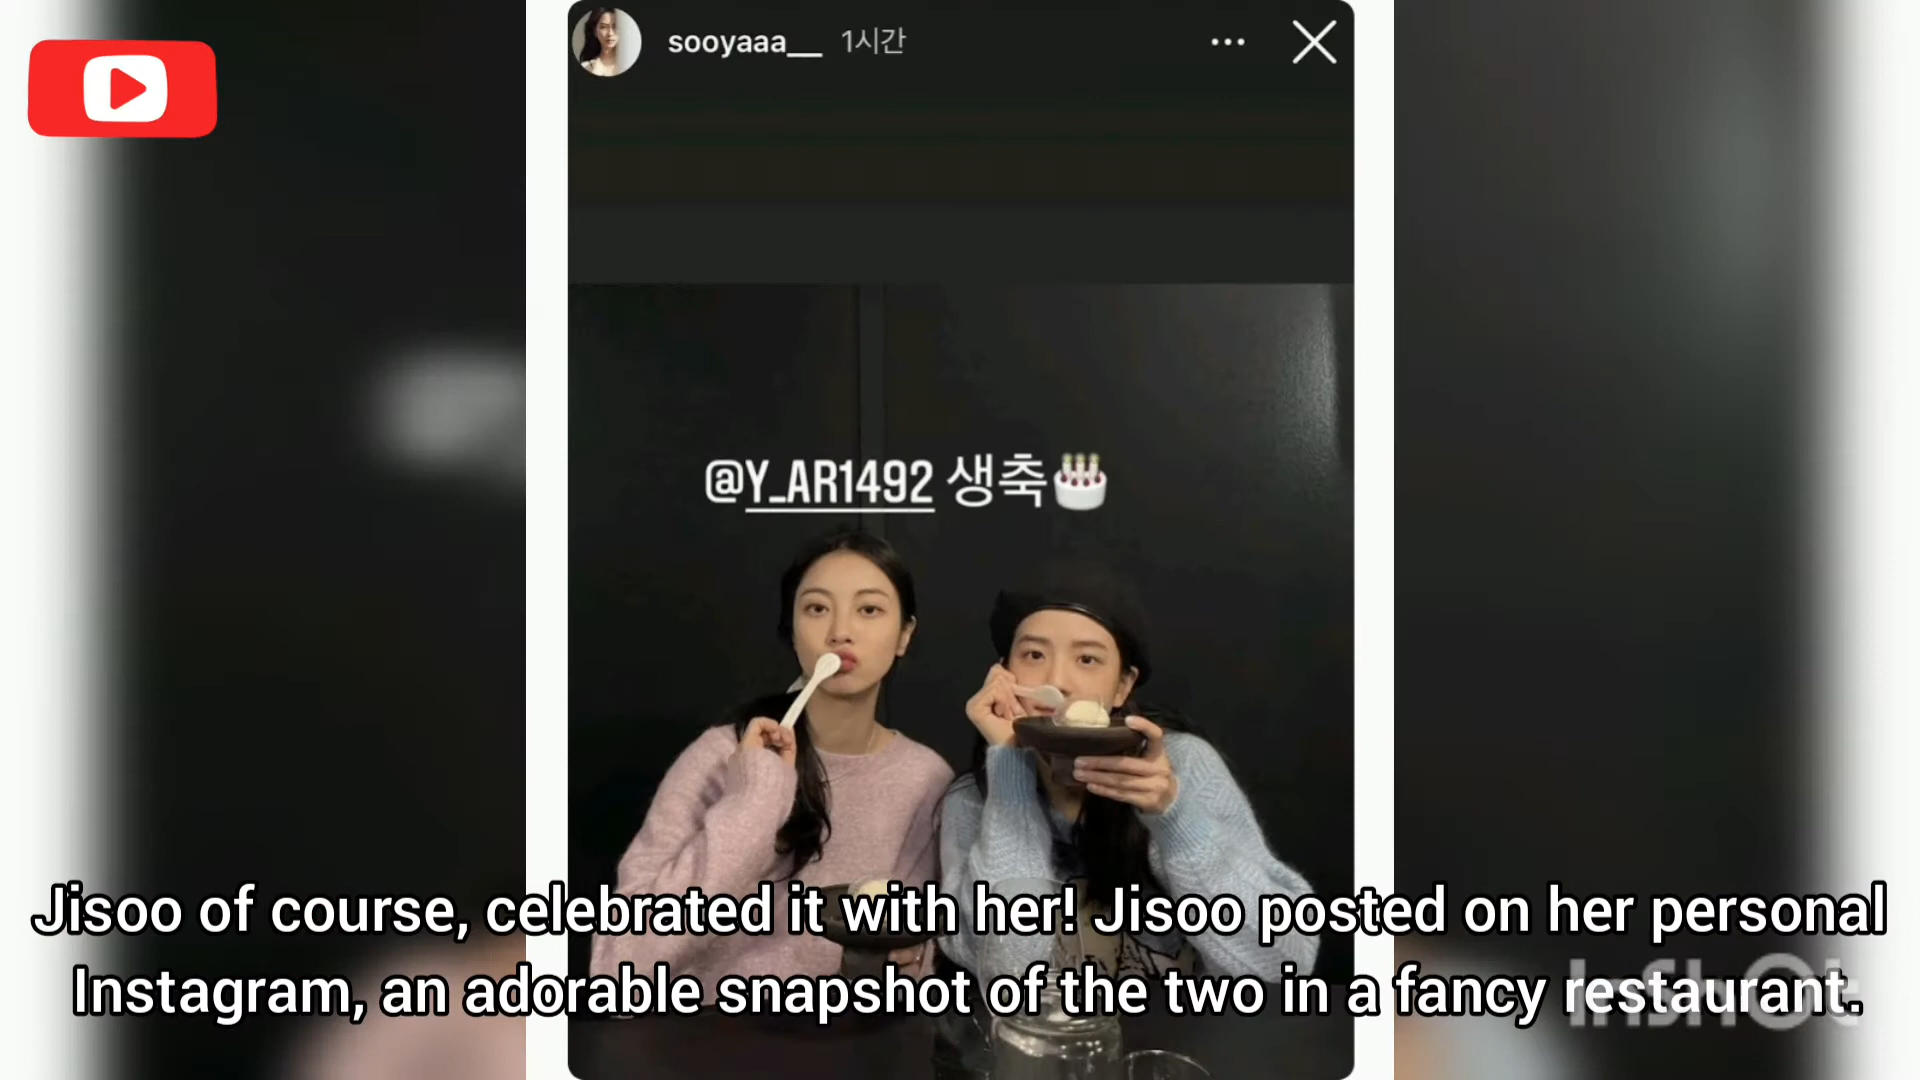 sooyaaa__ 1시간
@Y_AR1492 생축
Jisoo of course, celebrated it with her! Jisoo posted on her personal
Instagram, an adorable snapshot of the two in a fancy restaurant.
InShOt